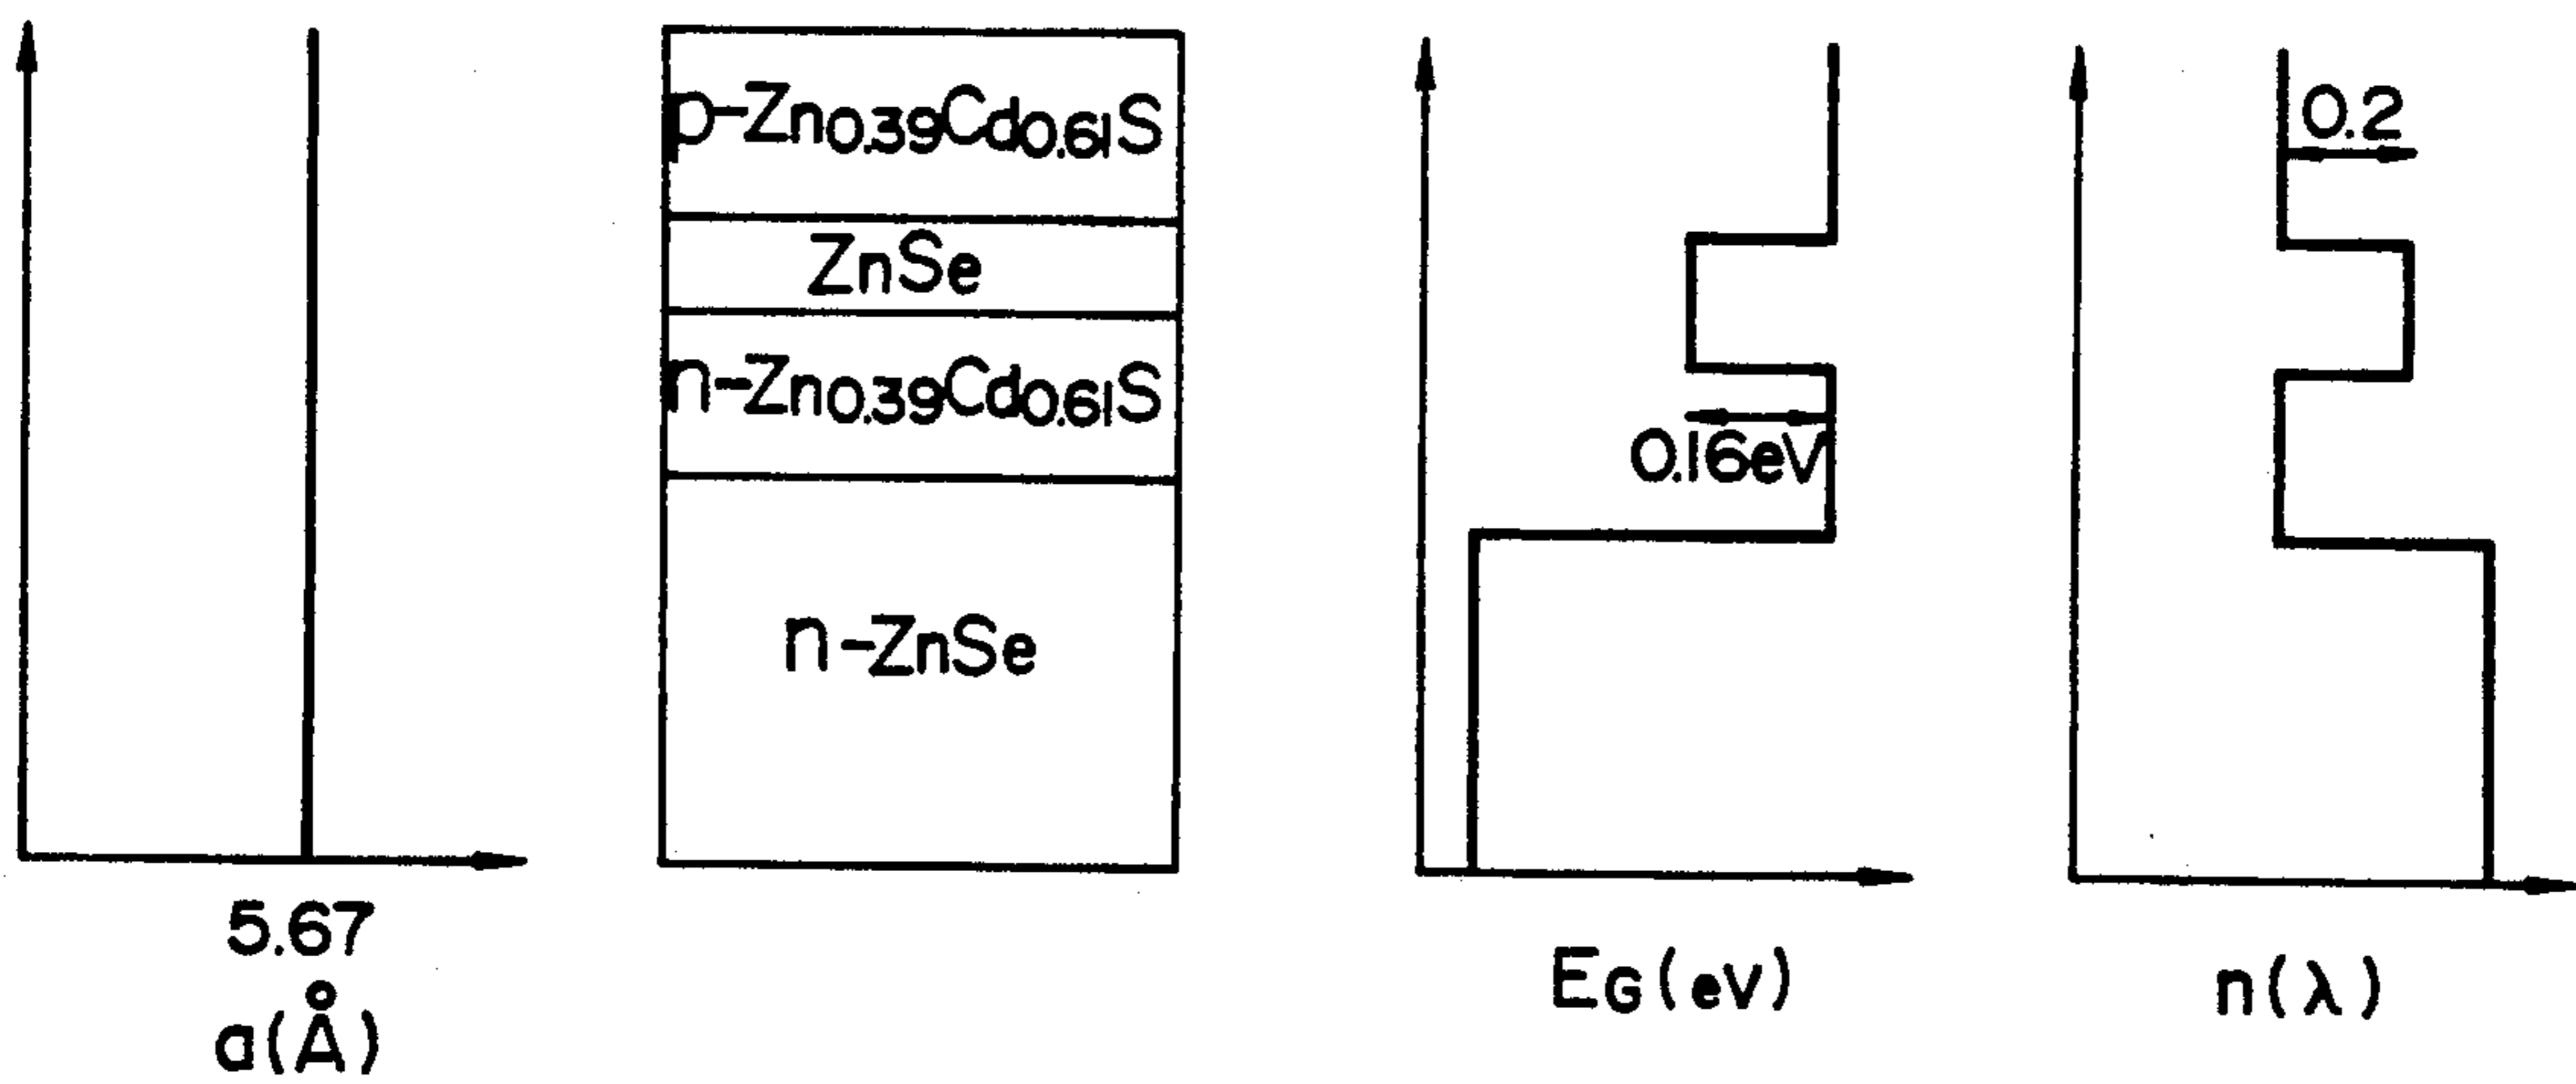 p-Zn0.39Cd0.61S
ZnSe
n-Zn0.39Cd0.61S
n-ZnSe
5.67
a(Å)
0.16eV
EG(eV)
0.2
n(λ)